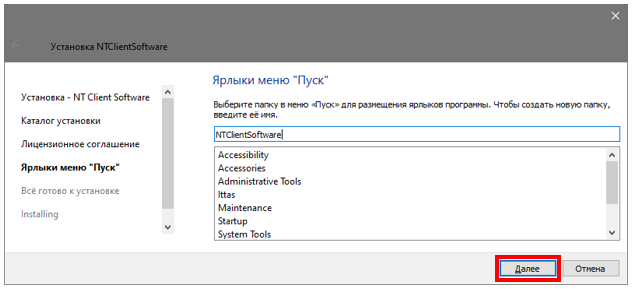 Установка NTClientSoftware
Установка - NT Client Software
Каталог установки
Лицензионное соглашение
Ярлыки меню "Пуск"
Всё готово к установке
Installing
Ярлыки меню "Пуск"
Выберите папку в меню «Пуск» для размещения ярлыков программы. Чтобы создать новую папку,
введите её имя.
NTClientSoftware
Accessibility
Accessories
Administrative Tools
Ittas
Maintenance
Startup
System Tools
Далее
Отмена